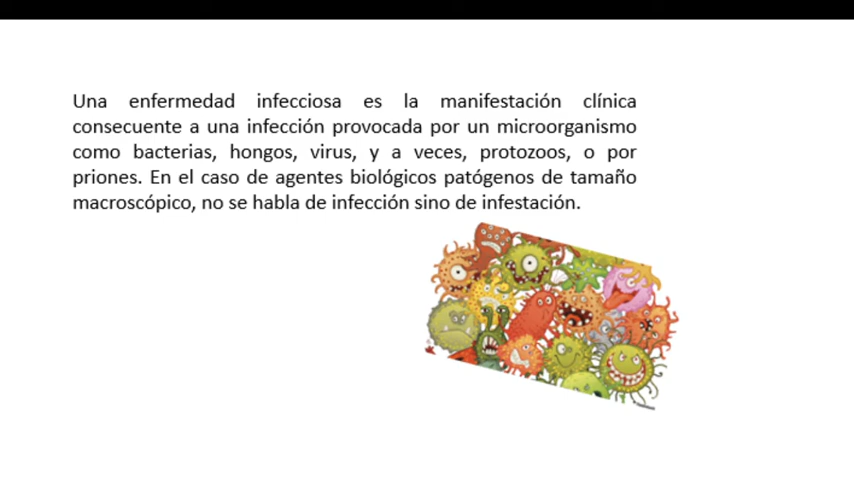 Una enfermedad infecciosa es la manifestación clínica
consecuente a una infección provocada por un microorganismo
como bacterias, hongos, virus, y a veces, protozoos, o por
priones. En el caso de agentes biológicos patógenos de tamaño
macroscópico, no se habla de infección sino de infestación.